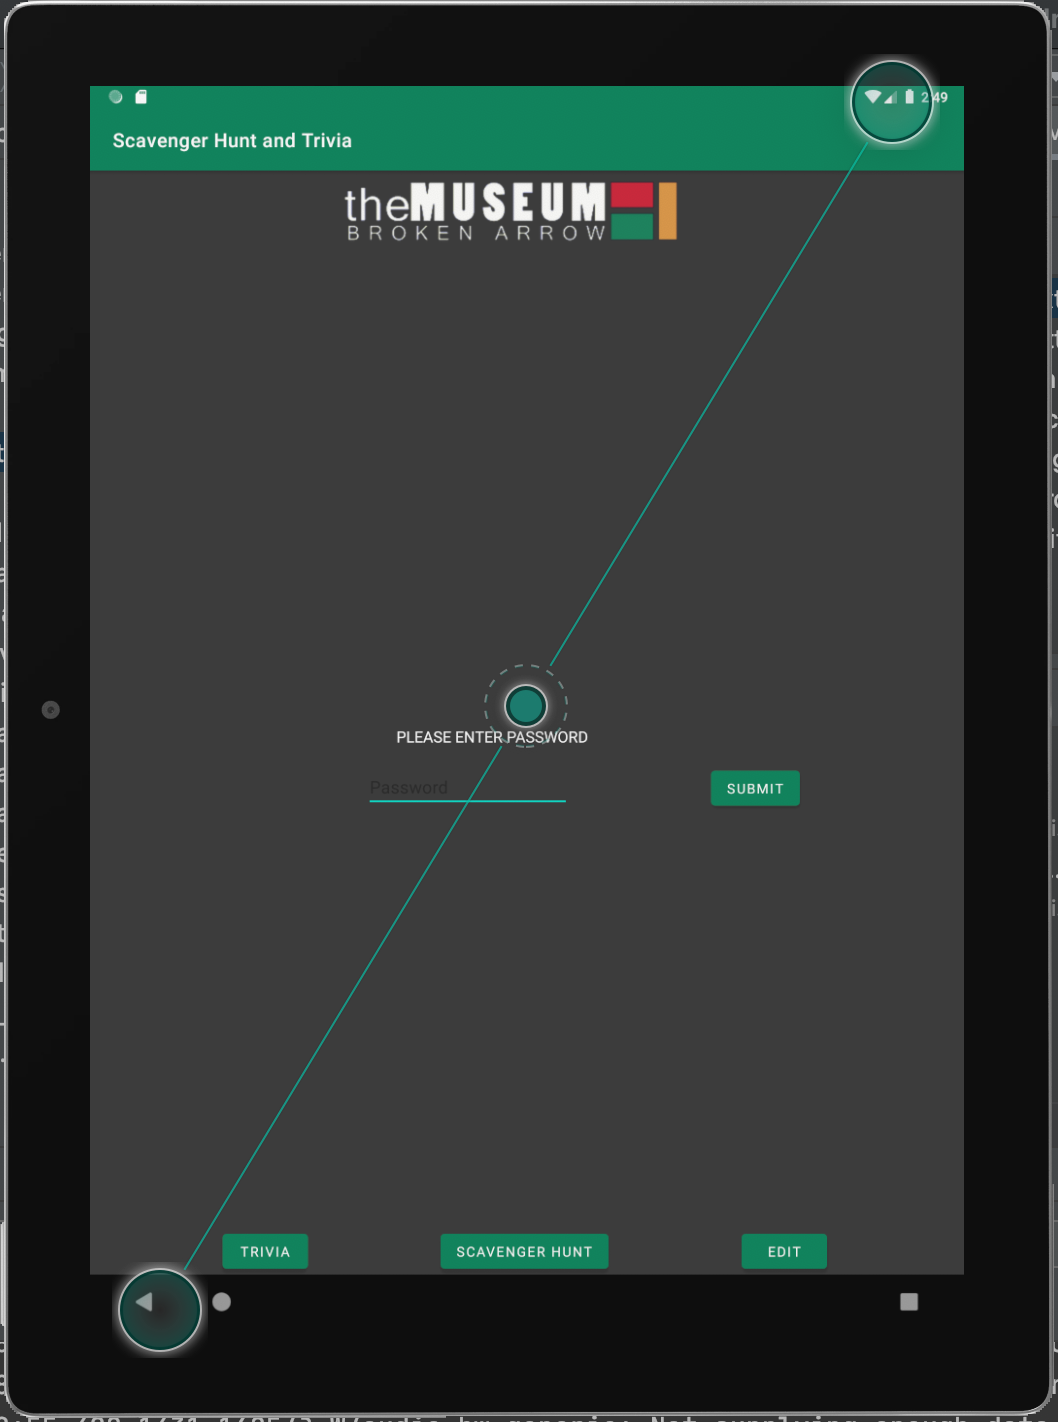 2:49
Scavenger Hunt and Trivia
theMUSEUM
BROKEN ARROW
PLEASE ENTER PASSWORD
Password
SUBMIT
TRIVIA
SCAVENGER HUNT
EDIT